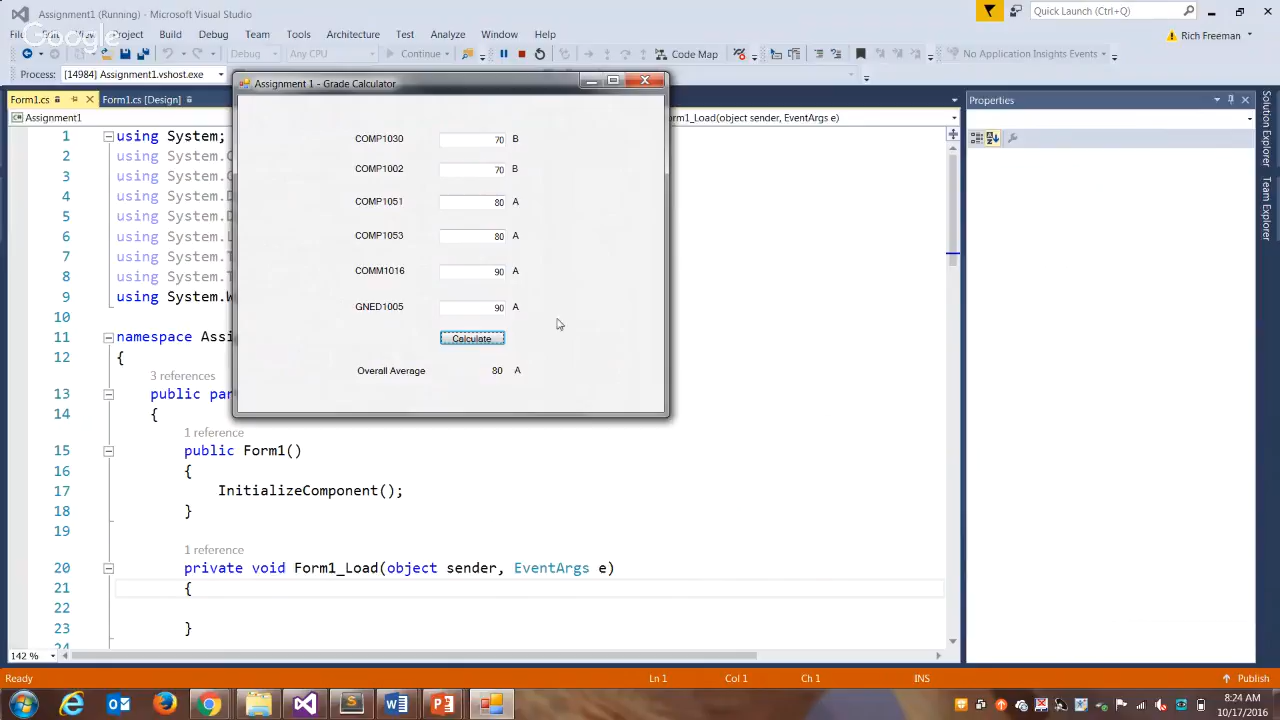 Assignment1 (Running) - Microsoft Visual Studio
Quick Launch (Ctrl+Q)
Google
Build
Debug
Team
Tools
Architecture
Test
Analyze
Window
Help
Rich Freeman
Debug
Any CPU
Continue
Code Map
No Application Insights Events
Process: [14984] Assignment1.vshost.exe
Form1.cs
Form1.cs [Design]
Assignment1
orm1_Load(object sender, EventArgs e)
Properties
Solution Explorer
Team Explorer
Assignment 1 - Grade Calculator
COMP1030 70 B
COMP1002 70 B
COMP1051 80 A
COMP1053 80 A
COMM1016 90 A
GNED1005 90 A
Calculate
Overall Average 80 A
1 using System;
2 using System.C
3 using System.
4 using System.D
5 using System.D
6 using System.L
7 using System.T
8 using System.T
9 using System.W
10
11 namespace Assi
12 {
3 references
13 public par
14 {
1 reference
15 public Form1()
16 {
17 InitializeComponent();
18 }
19
1 reference
20 private void Form1_Load(object sender, EventArgs e)
21 {
22
23 }
24
142 %
Ready
Ln 1
Col 1
Ch 1
INS
Publish
8:24 AM
10/17/2016